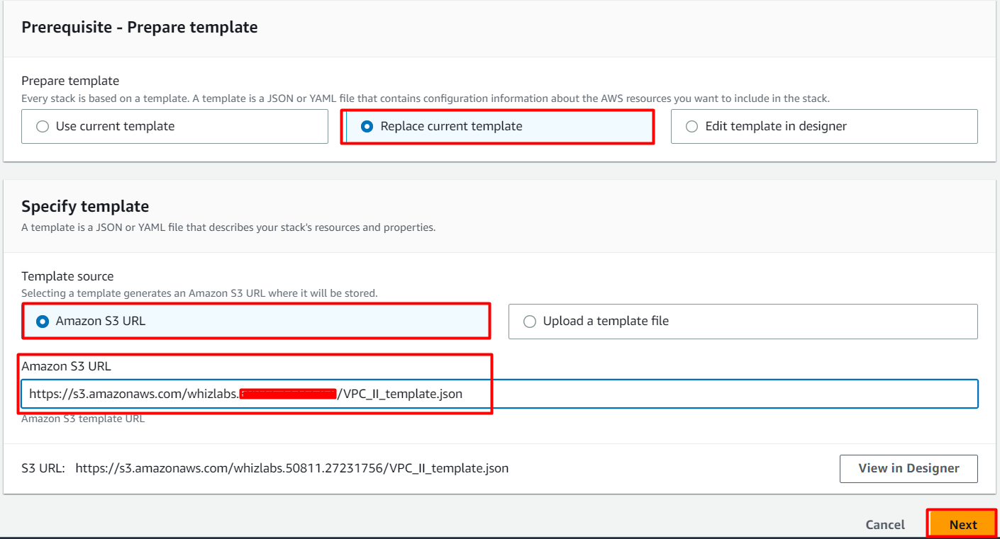 Prerequisite - Prepare template
Prepare template
Every stack is based on a template. A template is a JSON or YAML file that contains configuration information about the AWS resources you want to include in the stack.
Use current template
Replace current template
Edit template in designer
Specify template
A template is a JSON or YAML file that describes your stack's resources and properties.
Template source
Selecting a template generates an Amazon S3 URL where it will be stored.
Amazon S3 URL
Upload a template file
Amazon S3 URL
https://s3.amazonaws.com/whizlabs. /VPC_II_template.json
Amazon S3 template URL
S3 URL: https://s3.amazonaws.com/whizlabs.50811.27231756/VPC_II_template.json
View in Designer
Cancel
Next